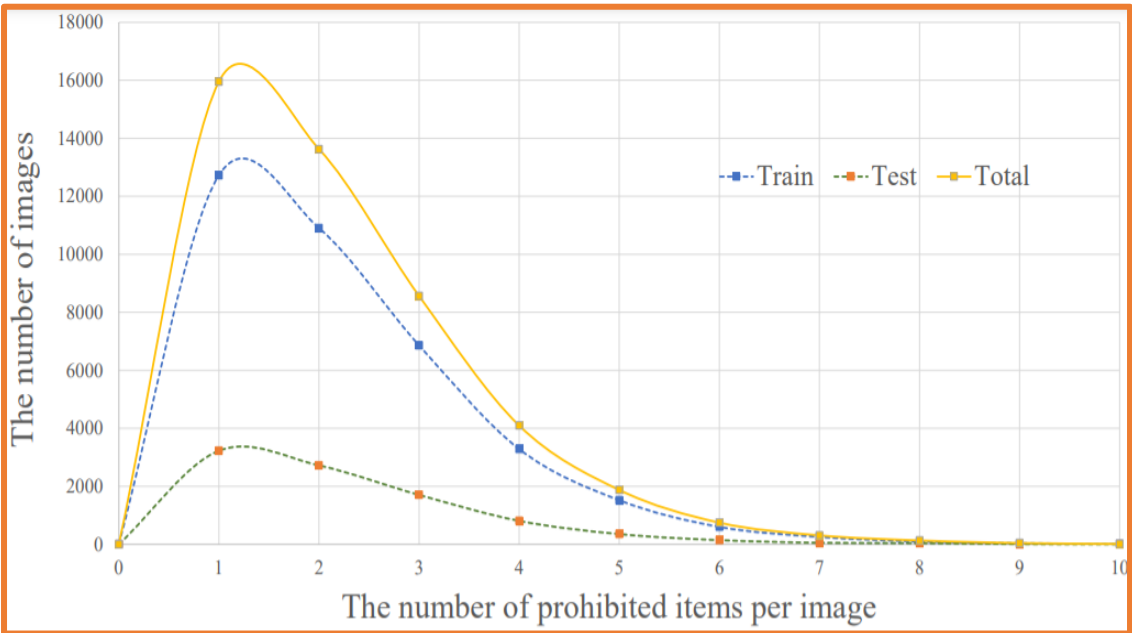 18000
16000
14000
12000
10000
8000
6000
4000
2000
0
The number of images
Train Test Total
0 1 2 3 4 5 6 7 8 9 10
The number of prohibited items per image